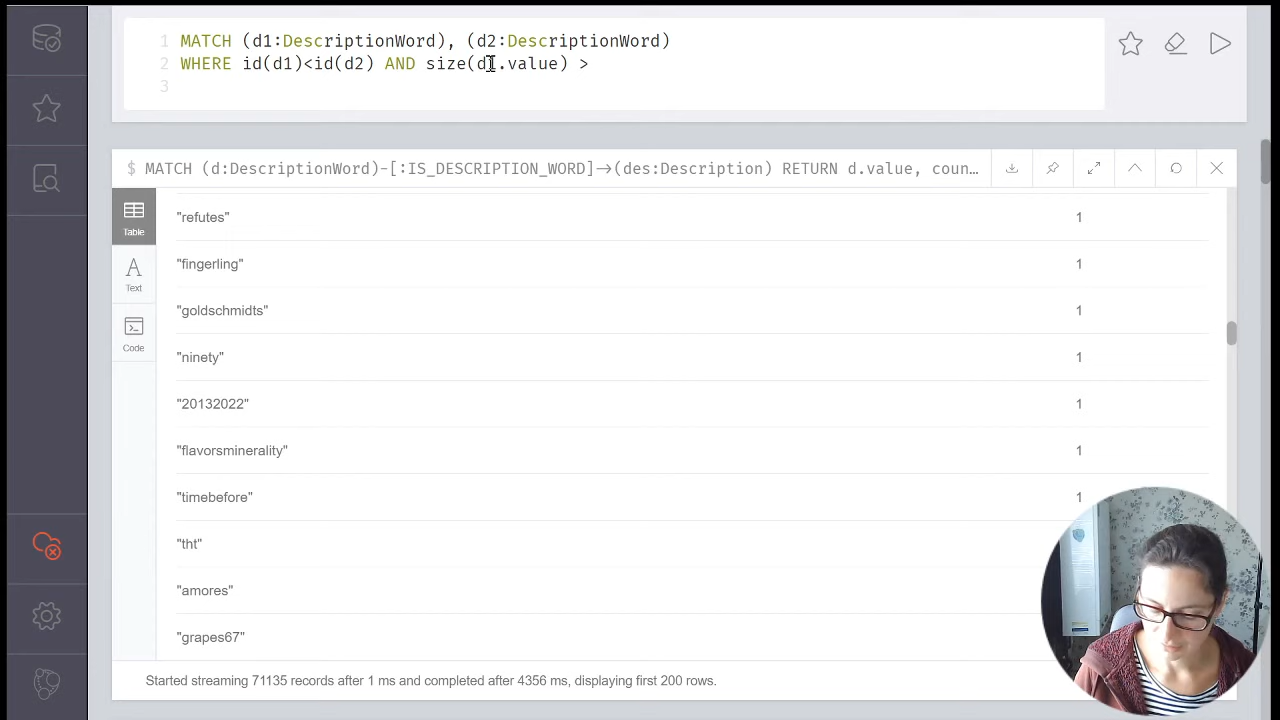 1 MATCH (d1:DescriptionWord), (d2:DescriptionWord)
2 WHERE id(d1)<id(d2) AND size(d1.value) >
3
$ MATCH (d:DescriptionWord)-[:IS_DESCRIPTION_WORD]→(des:Description) RETURN d.value, coun…
Table
Text
Code
"refutes" 1
"fingerling" 1
"goldschmidts" 1
"ninety" 1
"20132022" 1
"flavorsminerality" 1
"timebefore" 1
"tht"
"amores"
"grapes67"
Started streaming 71135 records after 1 ms and completed after 4356 ms, displaying first 200 rows.